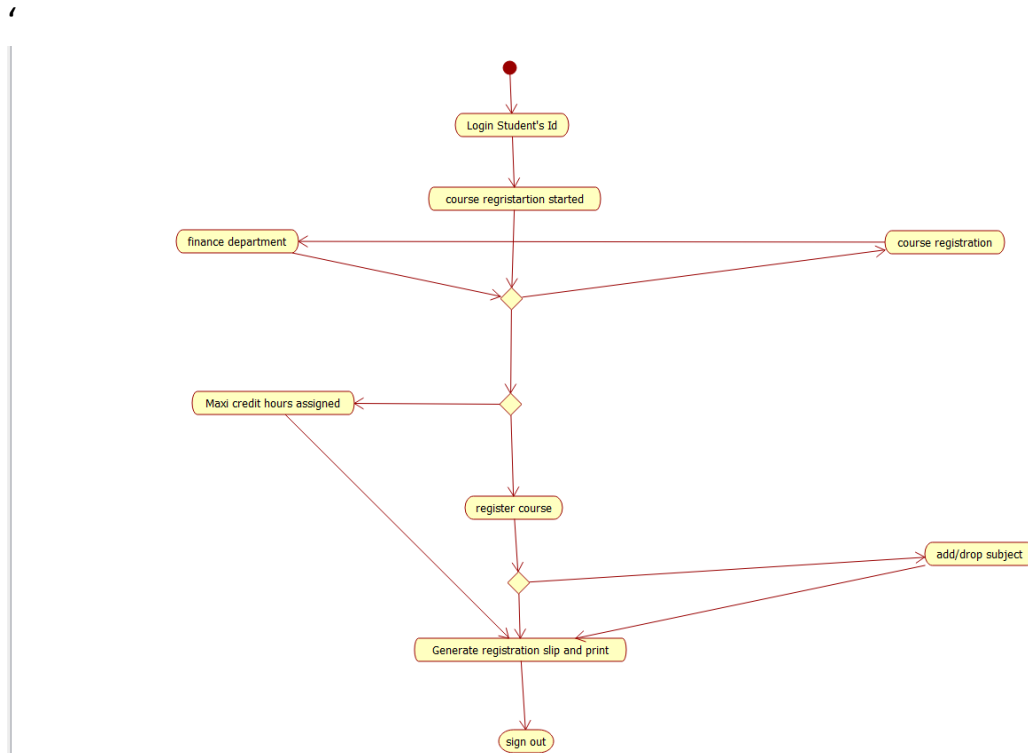 ‘
Login Student's Id
course regristartion started
finance department
course registration
Maxi credit hours assigned
register course
add/drop subject
Generate registration slip and print
sign out